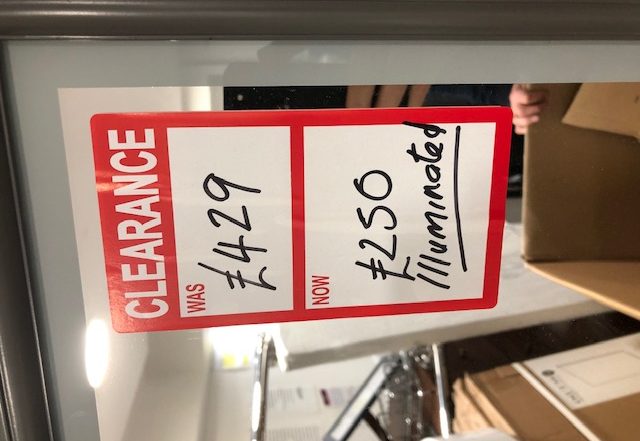 CLEARANCE
WAS
£429
NOW
£250
Illuminated